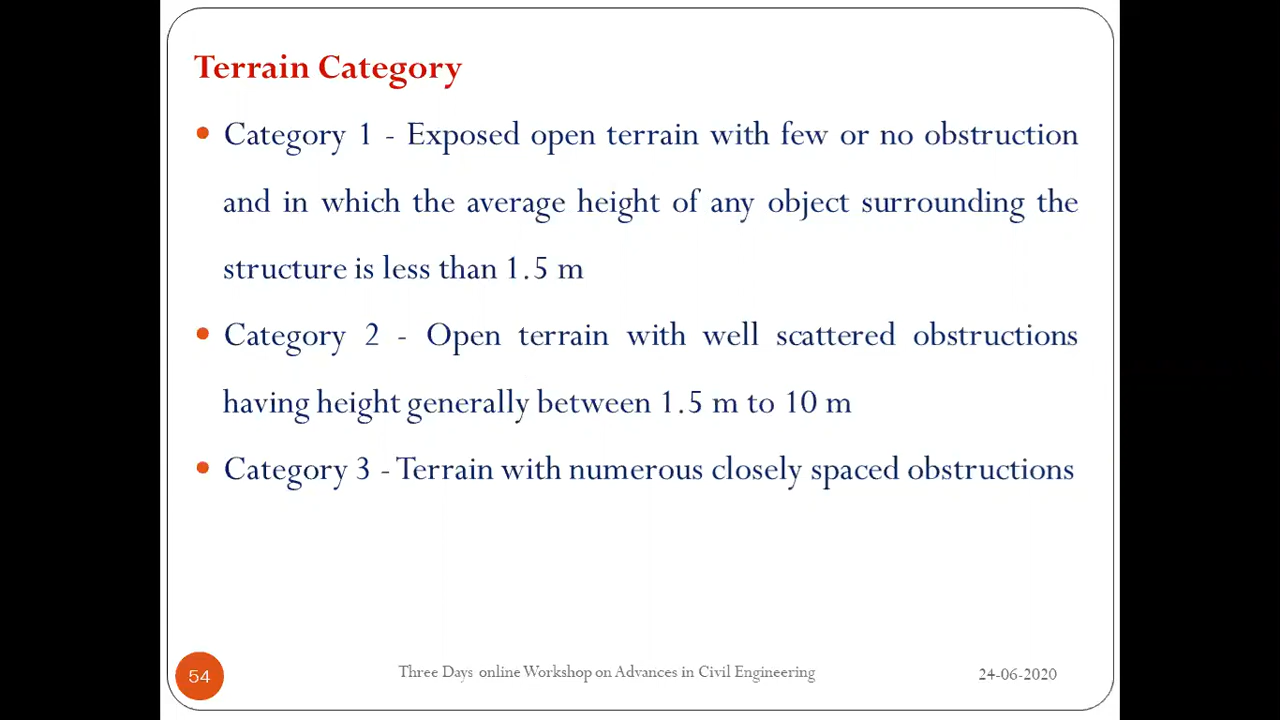 Terrain Category
• Category 1 - Exposed open terrain with few or no obstruction
and in which the average height of any object surrounding the
structure is less than 1.5 m
• Category 2 - Open terrain with well scattered obstructions
having height generally between 1.5 m to 10 m
• Category 3 - Terrain with numerous closely spaced obstructions
54
Three Days online Workshop on Advances in Civil Engineering
24-06-2020